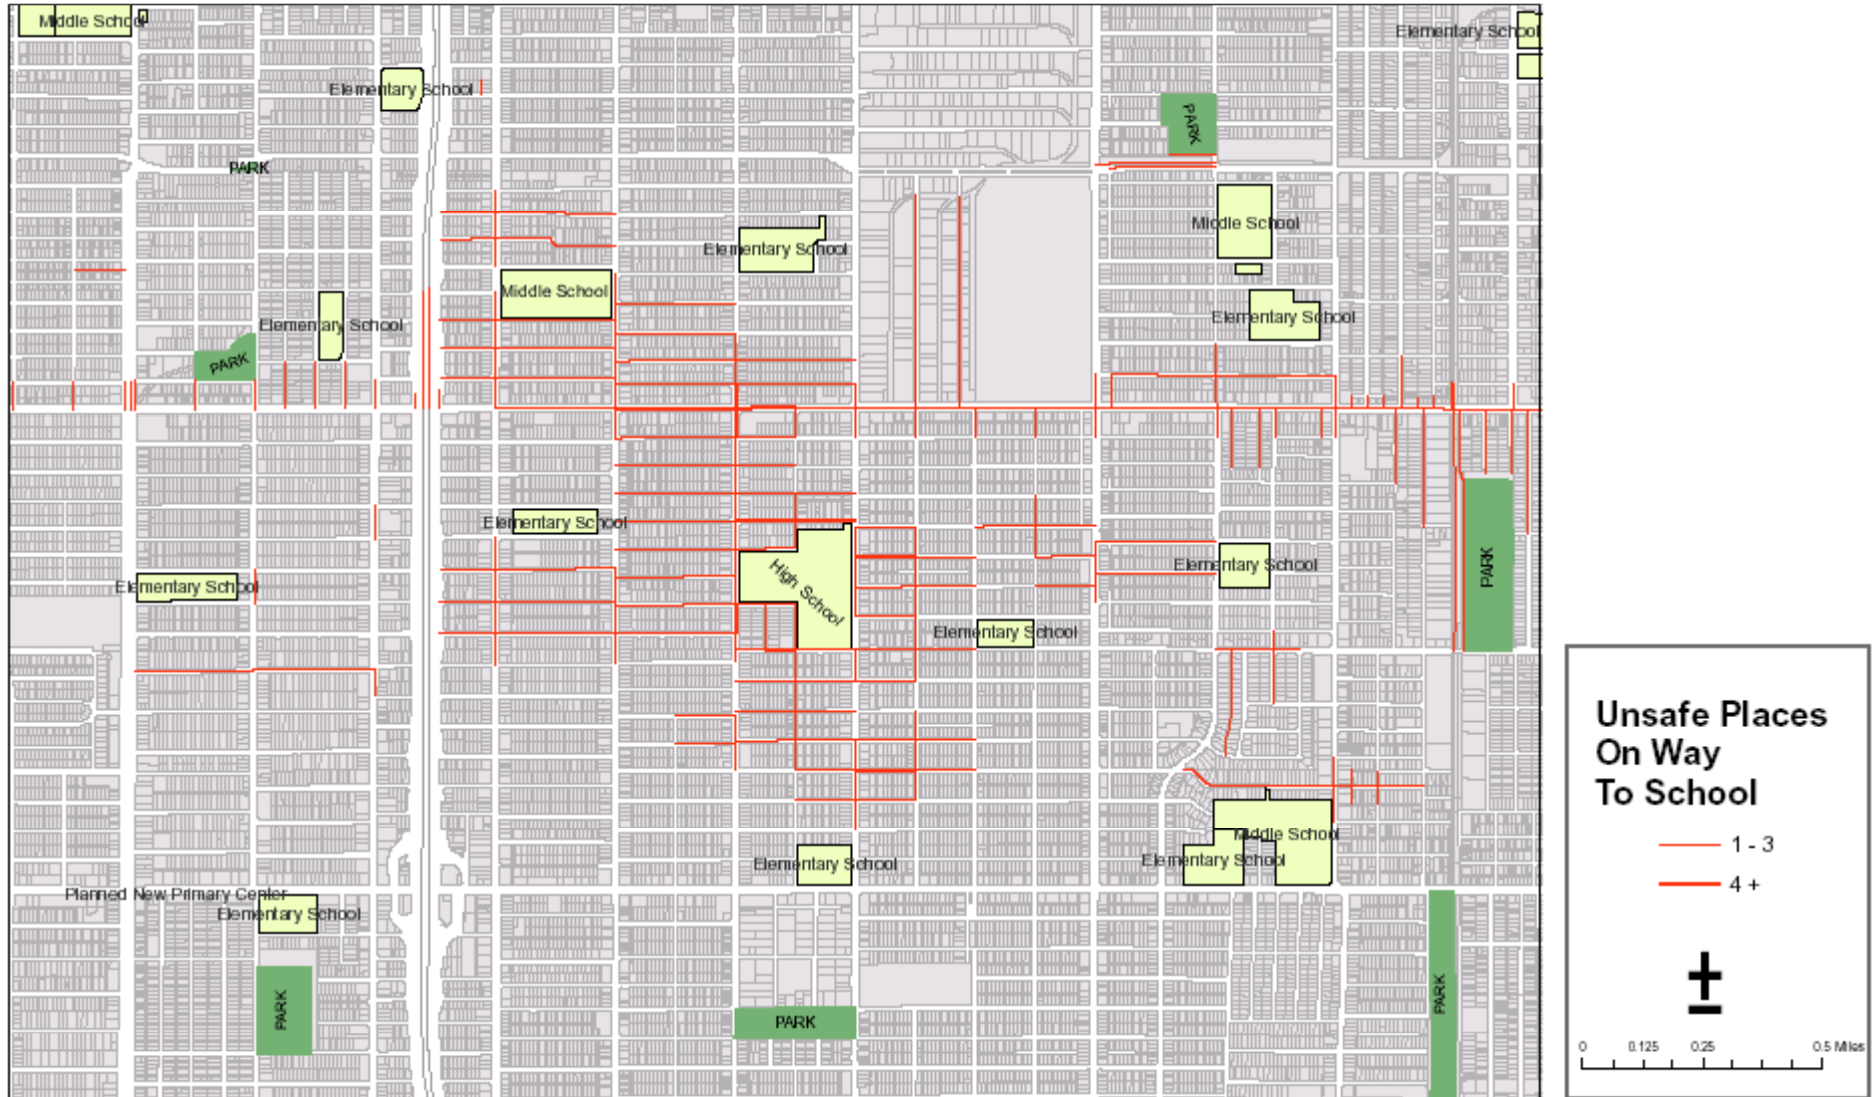 Middle School
Elementary School
Elementary School
PARK
PARK
Middle School
Elementary School
Middle School
Elementary School
Elementary School
PARK
Elementary School
Elementary School
Elementary School
High School
Elementary School
PARK
Elementary School
Middle School
Elementary School
Elementary School
Planned New Primary Center
Elementary School
PARK
PARK
PARK
Unsafe Places
On Way
To School
1 - 3
4 +
±
0 0.125 0.25 0.5 Miles